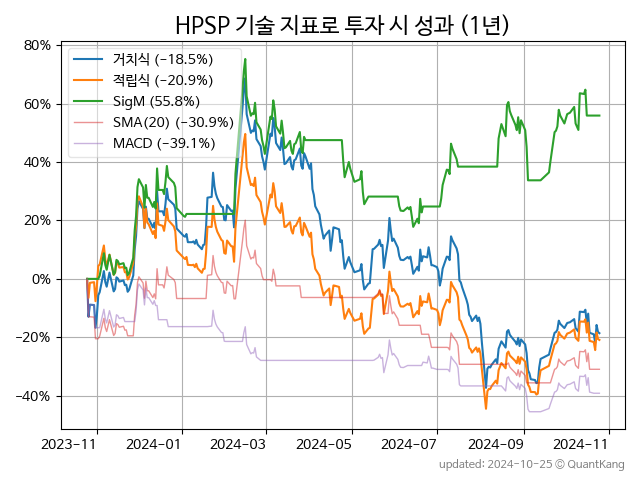 HPSP 기술 지표로 투자 시 성과 (1년)
80%
60%
40%
20%
0%
−20%
−40%
거치식 (−18.5%)
적립식 (−20.9%)
SigM (55.8%)
SMA(20) (−30.9%)
MACD (−39.1%)
2023−11
2024−01
2024−03
2024−05
2024−07
2024−09
2024−11
updated: 2024-10-25 © QuantKang